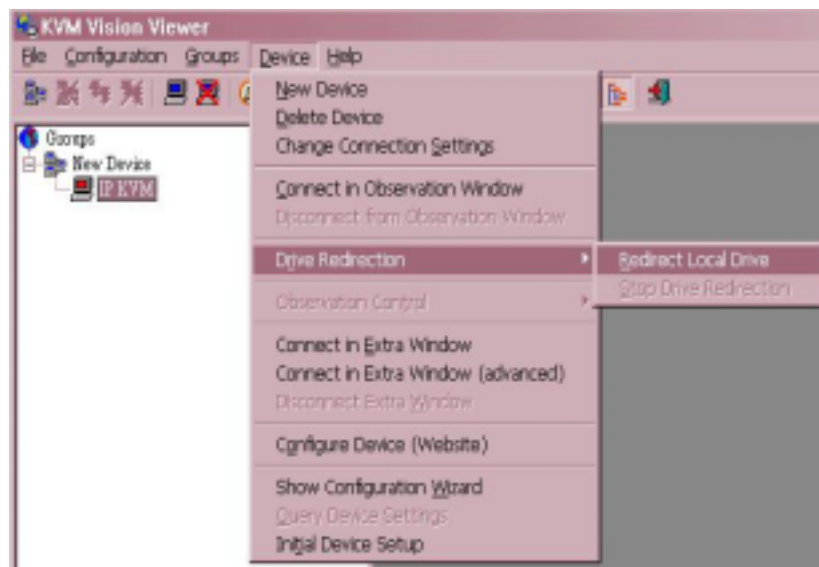 KVM Vision Viewer
File Configuration Groups Device Help
Groups
New Device
IP KVM
New Device
Delete Device
Change Connection Settings
Connect in Observation Window
Disconnect from Observation Window
Drive Redirection
Redirect Local Drive
Stop Drive Redirection
Observation Control
Connect in Extra Window
Connect in Extra Window (advanced)
Disconnect Extra Window
Configure Device (Website)
Show Configuration Wizard
Query Device Settings
Initial Device Setup